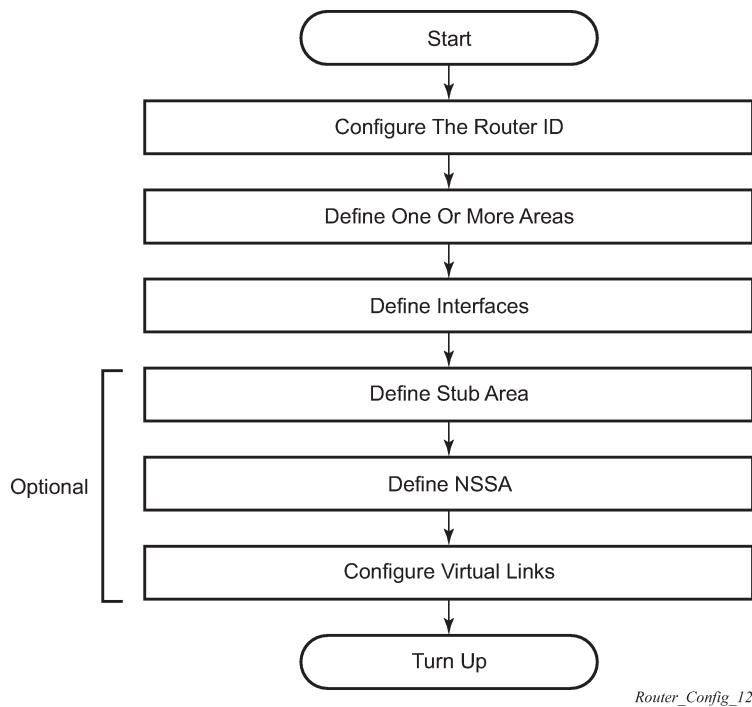 Start
Configure The Router ID
Define One Or More Areas
Define Interfaces
Define Stub Area
Optional
Define NSSA
Configure Virtual Links
Turn Up
Router_Config_12